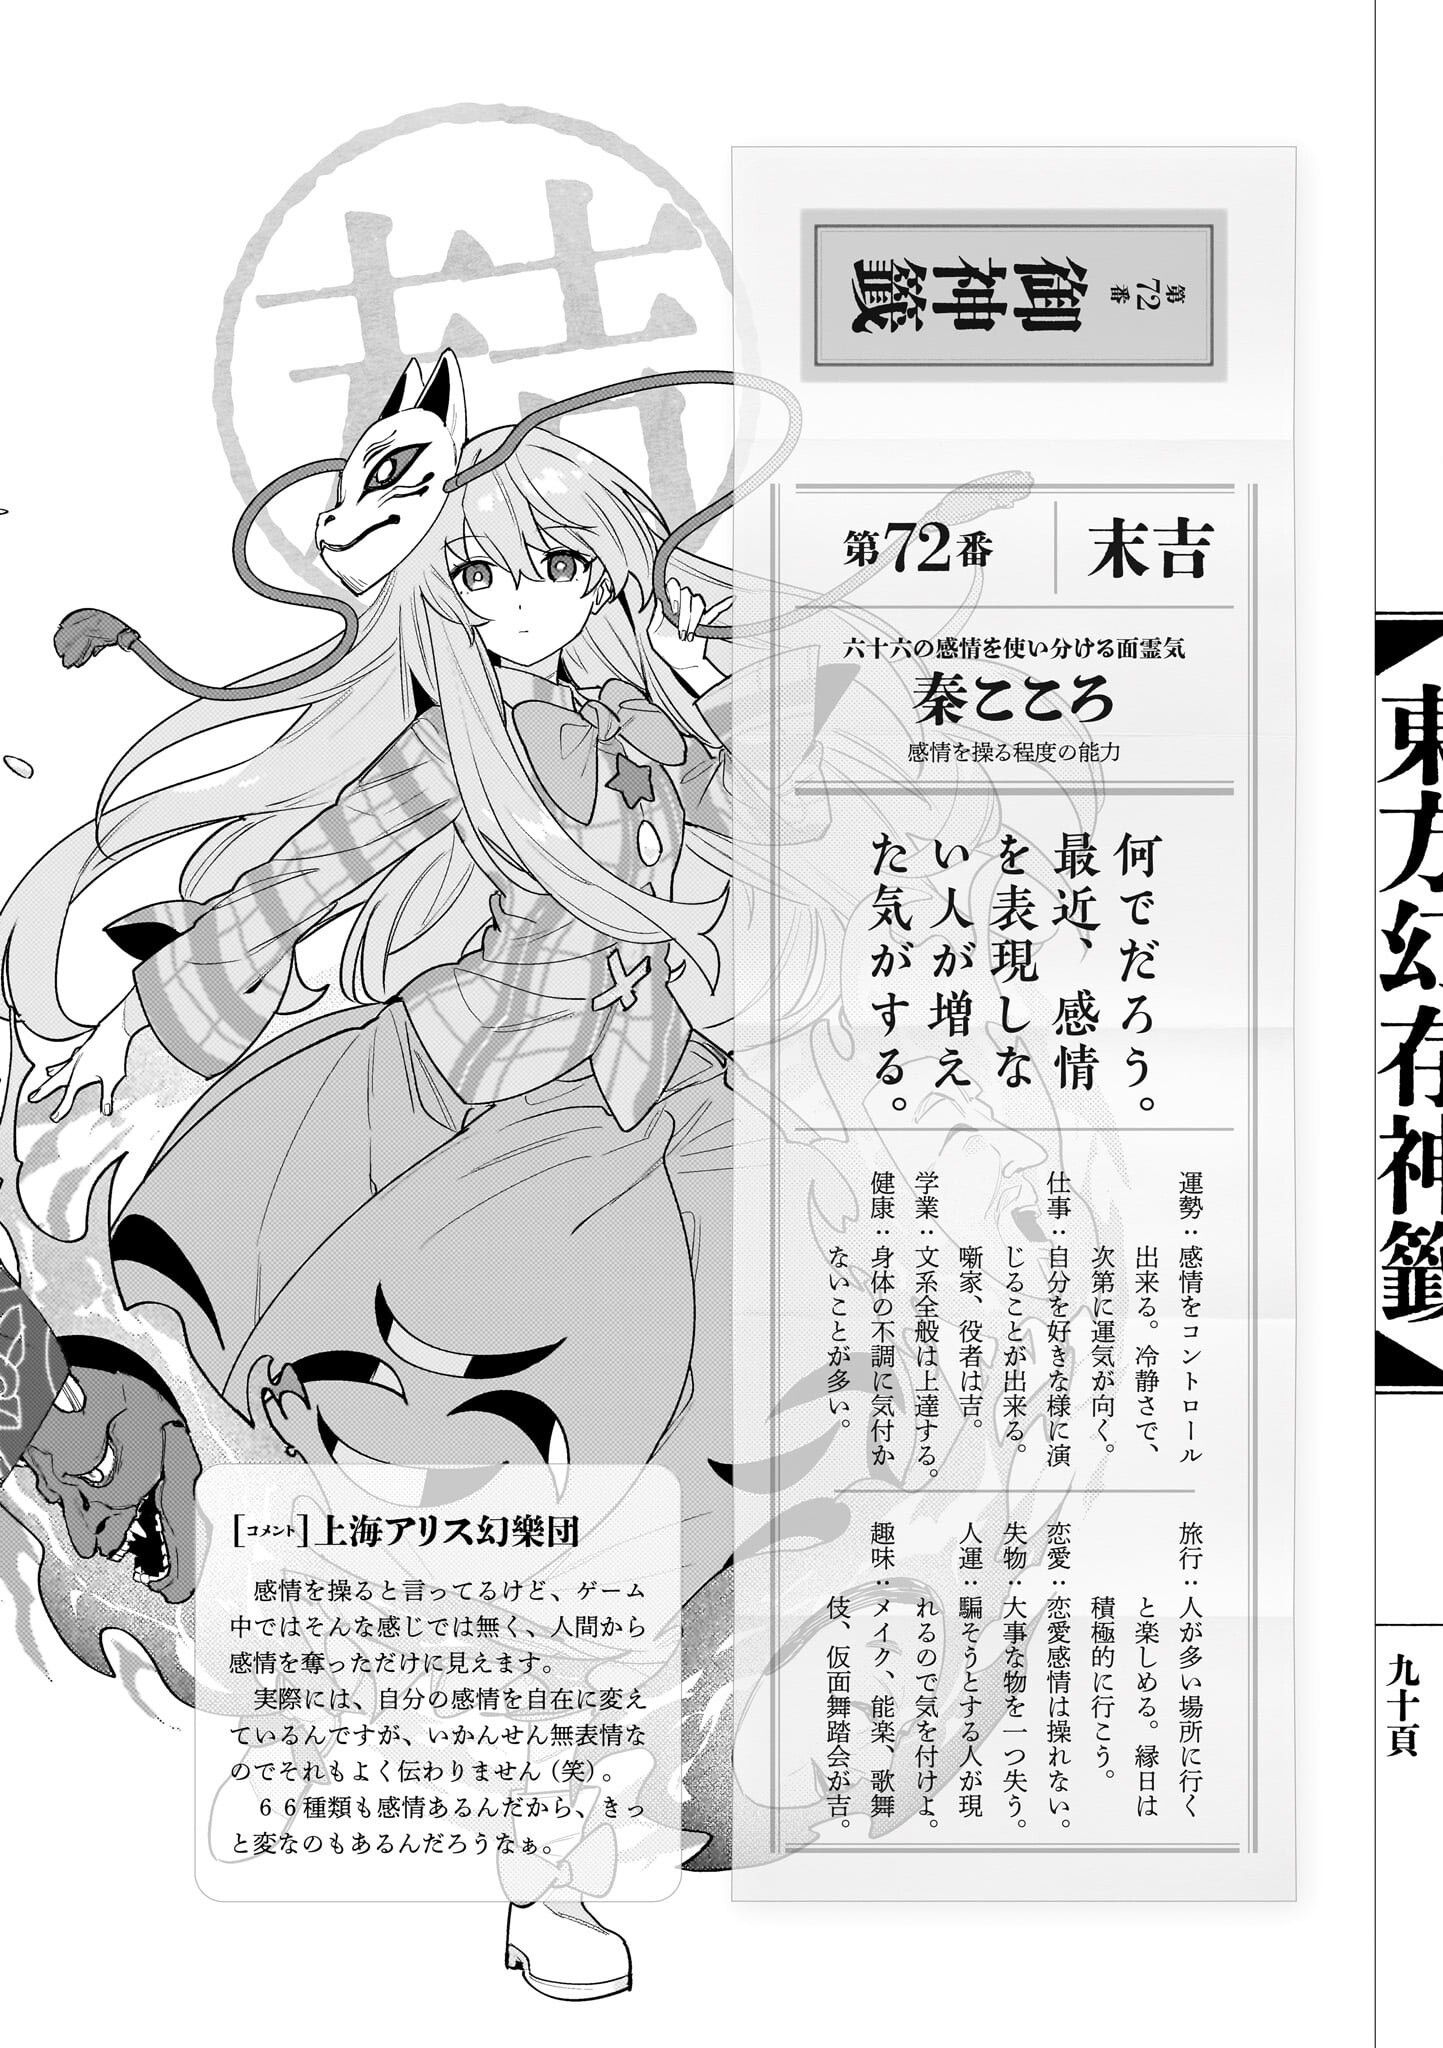 第72番
御神籤
第72番
末吉
六十六の感情を使い分ける面霊気
秦こころ
感情を操る程度の能力
何でだろう。
最近、感情
を表現しな
い人が増え
た気がする。
運勢：感情をコントロール
出来る。冷静さで、
次第に運気が向く。
仕事：自分を好きな様に演
じることが出来る。
噺家、役者は吉。
学業：文系全般は上達する。
健康：身体の不調に気付か
ないことが多い。
旅行：人が多い場所に行く
と楽しめる。縁日は
積極的に行こう。
恋愛：恋愛感情は操れない。
失物：大事な物を一つ失う。
人運：騙そうとする人が現
れるので気を付けよ。
趣味：メイク、能楽、歌舞
伎、仮面舞踏会が吉。
［コメント］上海アリス幻樂団
感情を操ると言ってるけど、ゲーム
中ではそんな感じでは無く、人間から
感情を奪っただけに見えます。
実際には、自分の感情を自在に変え
ているんですが、いかんせん無表情な
のでそれもよく伝わりません（笑）。
６６種類も感情あるんだから、きっ
と変なのもあるんだろうなぁ。
東方幻存神籤
九十頁